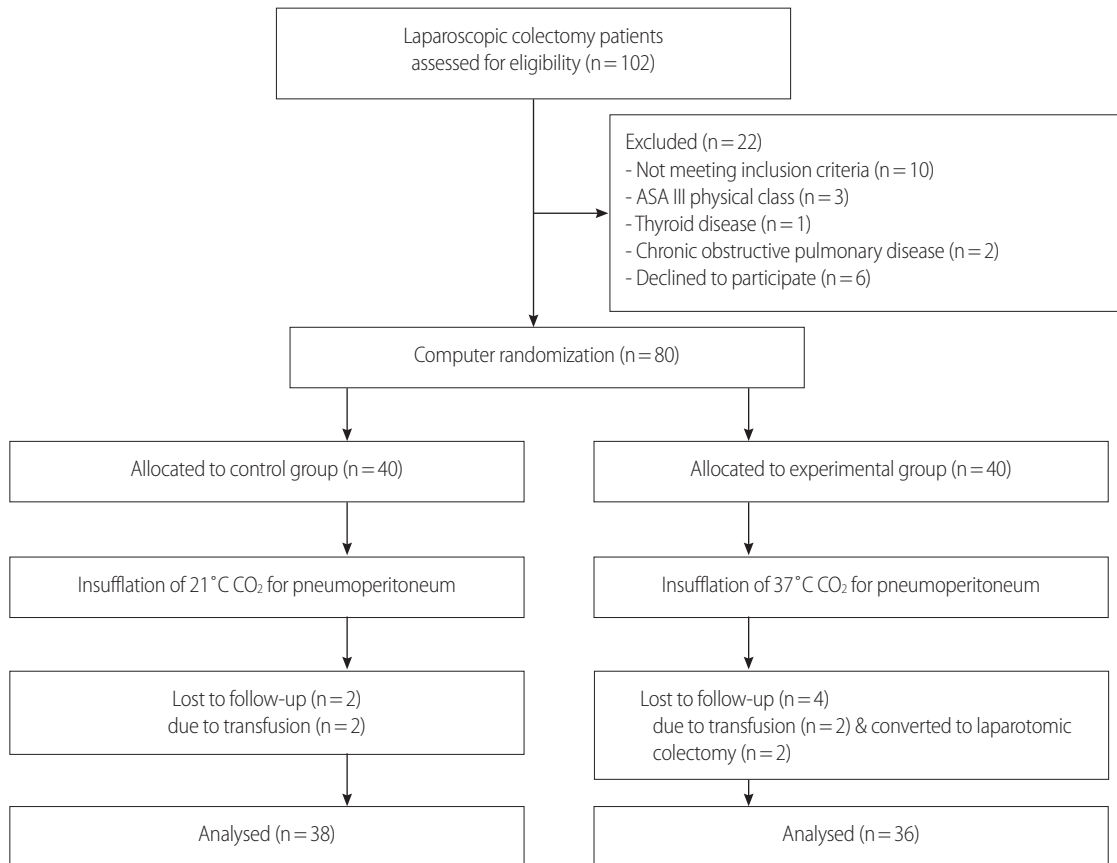 Laparoscopic colectomy patients
assessed for eligibility (n = 102)
Excluded (n = 22)
- Not meeting inclusion criteria (n = 10)
- ASA III physical class (n = 3)
- Thyroid disease (n = 1)
- Chronic obstructive pulmonary disease (n = 2)
- Declined to participate (n = 6)
Computer randomization (n = 80)
Allocated to control group (n = 40)
Allocated to experimental group (n = 40)
Insufflation of 21˚C CO₂ for pneumoperitoneum
Insufflation of 37˚C CO₂ for pneumoperitoneum
Lost to follow-up (n = 2)
due to transfusion (n = 2)
Lost to follow-up (n = 4)
due to transfusion (n = 2) & converted to laparotomic
colectomy (n = 2)
Analysed (n = 38)
Analysed (n = 36)